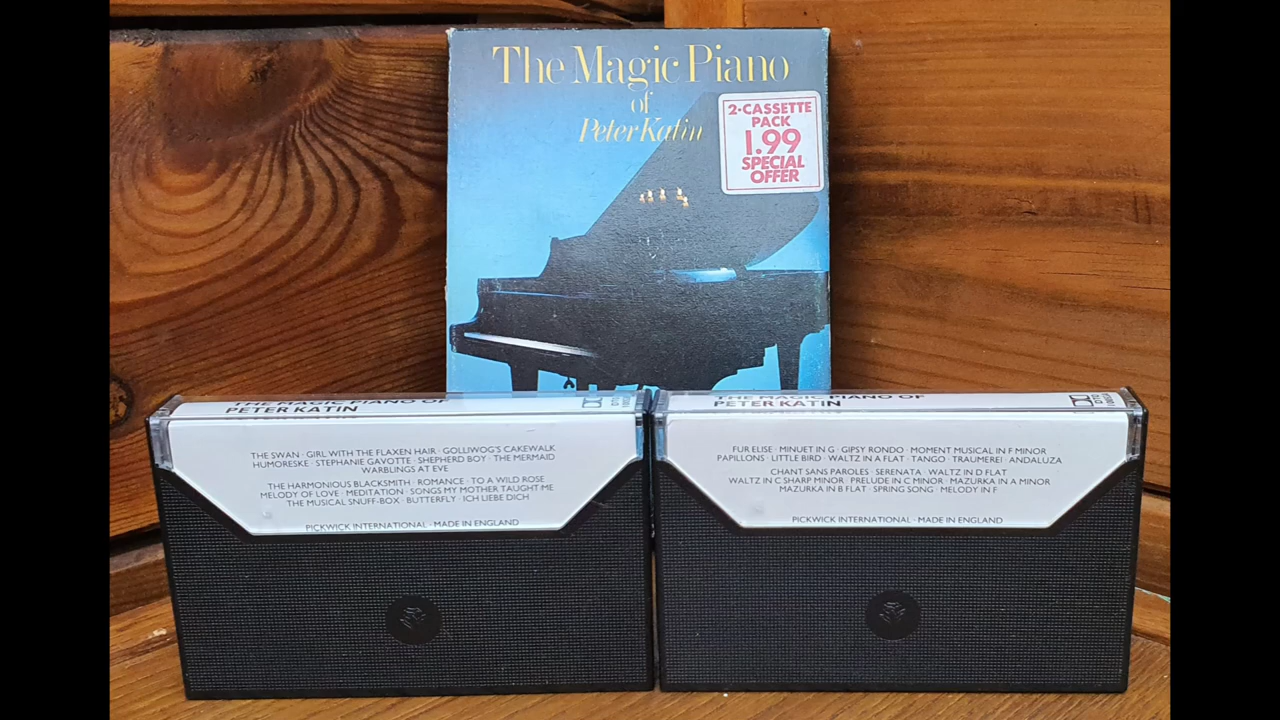 The Magic Piano
of
Peter Katin
2·CASSETTE
PACK
1.99
SPECIAL
OFFER
THE MAGIC PIANO OF
PETER KATIN
THE SWAN · GIRL WITH THE FLAXEN HAIR · GOLLIWOG'S CAKEWALK
HUMORESKE · STEPHANIE GAVOTTE · SHEPHERD BOY · THE MERMAID
WARBLINGS AT EVE
THE HARMONIOUS BLACKSMITH · ROMANCE · TO A WILD ROSE
MELODY OF LOVE · MEDITATION · SONGS MY MOTHER TAUGHT ME
THE MUSICAL SNUFF-BOX · BUTTERFLY · ICH LIEBE DICH
PICKWICK INTERNATIONAL · MADE IN ENGLAND
THE MAGIC PIANO OF
PETER KATIN
FUR ELISE · MINUET IN G · GIPSY RONDO · MOMENT MUSICAL IN F MINOR
PAPILLONS · LITTLE BIRD · WALTZ IN A FLAT · TANGO · TRAUMEREI · ANDALUZA
CHANT SANS PAROLES · SERENATA · WALTZ IN D FLAT
WALTZ IN C SHARP MINOR · PRELUDE IN C MINOR · MAZURKA IN A MINOR
MAZURKA IN B FLAT · SPRING SONG · MELODY IN F
PICKWICK INTERNATIONAL · MADE IN ENGLAND